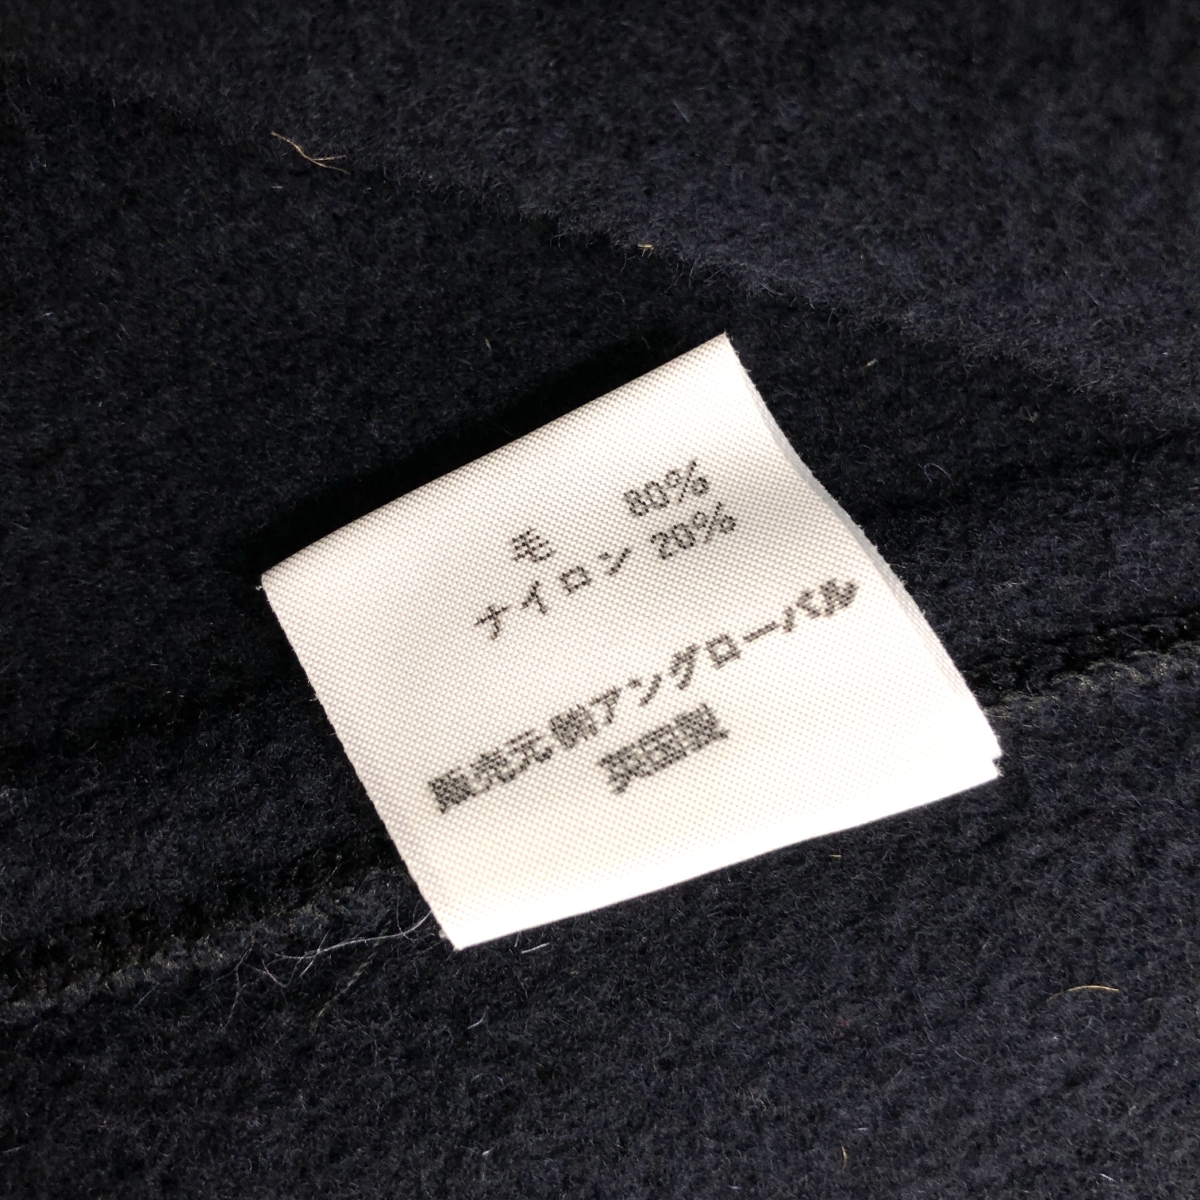 毛 80%
ナイロン 20%
販売元㈱アングローバル
英国製